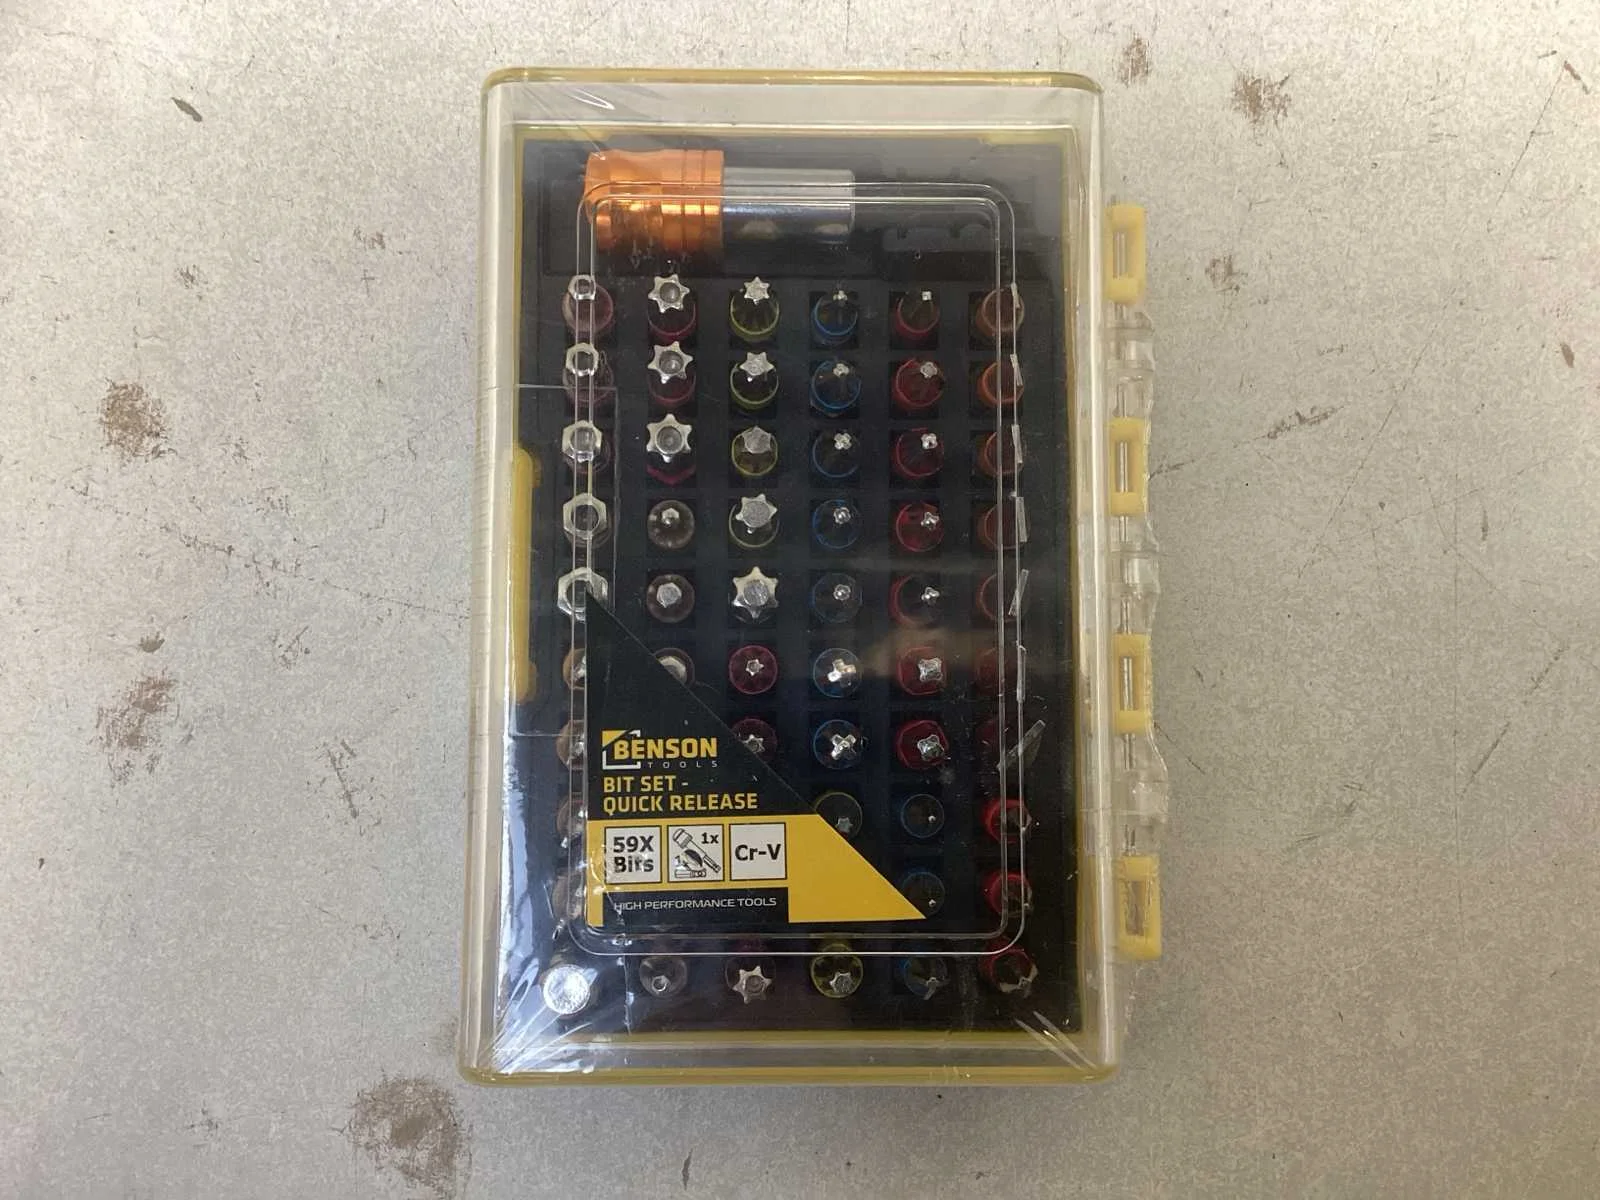 BENSON
TOOLS
BIT SET -
QUICK RELEASE
59X
Bits
1x
Cr-V
HIGH PERFORMANCE TOOLS